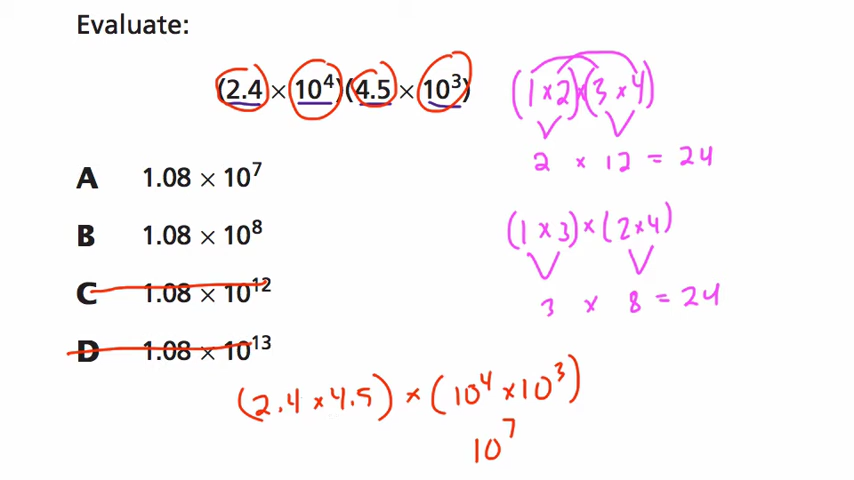 Evaluate:
(2.4 × 10⁴)(4.5 × 10³)
A 1.08 × 10⁷
B 1.08 × 10⁸
C 1.08 × 10¹²
D 1.08 × 10¹³
(1 × 2) × (3 × 4)
2 × 12 = 24
(1 × 3) × (2 × 4)
3 × 8 = 24
(2.4 × 4.5) × (10⁴ × 10³)
10⁷